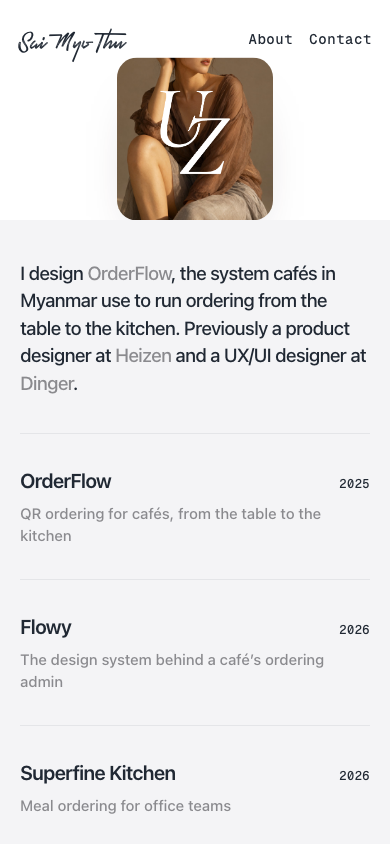 Sai Myo Thu
About Contact
UZ
I design OrderFlow, the system cafés in
Myanmar use to run ordering from the
table to the kitchen. Previously a product
designer at Heizen and a UX/UI designer at
Dinger.
OrderFlow 2025
QR ordering for cafés, from the table to the
kitchen
Flowy 2026
The design system behind a café’s ordering
admin
Superfine Kitchen 2026
Meal ordering for office teams